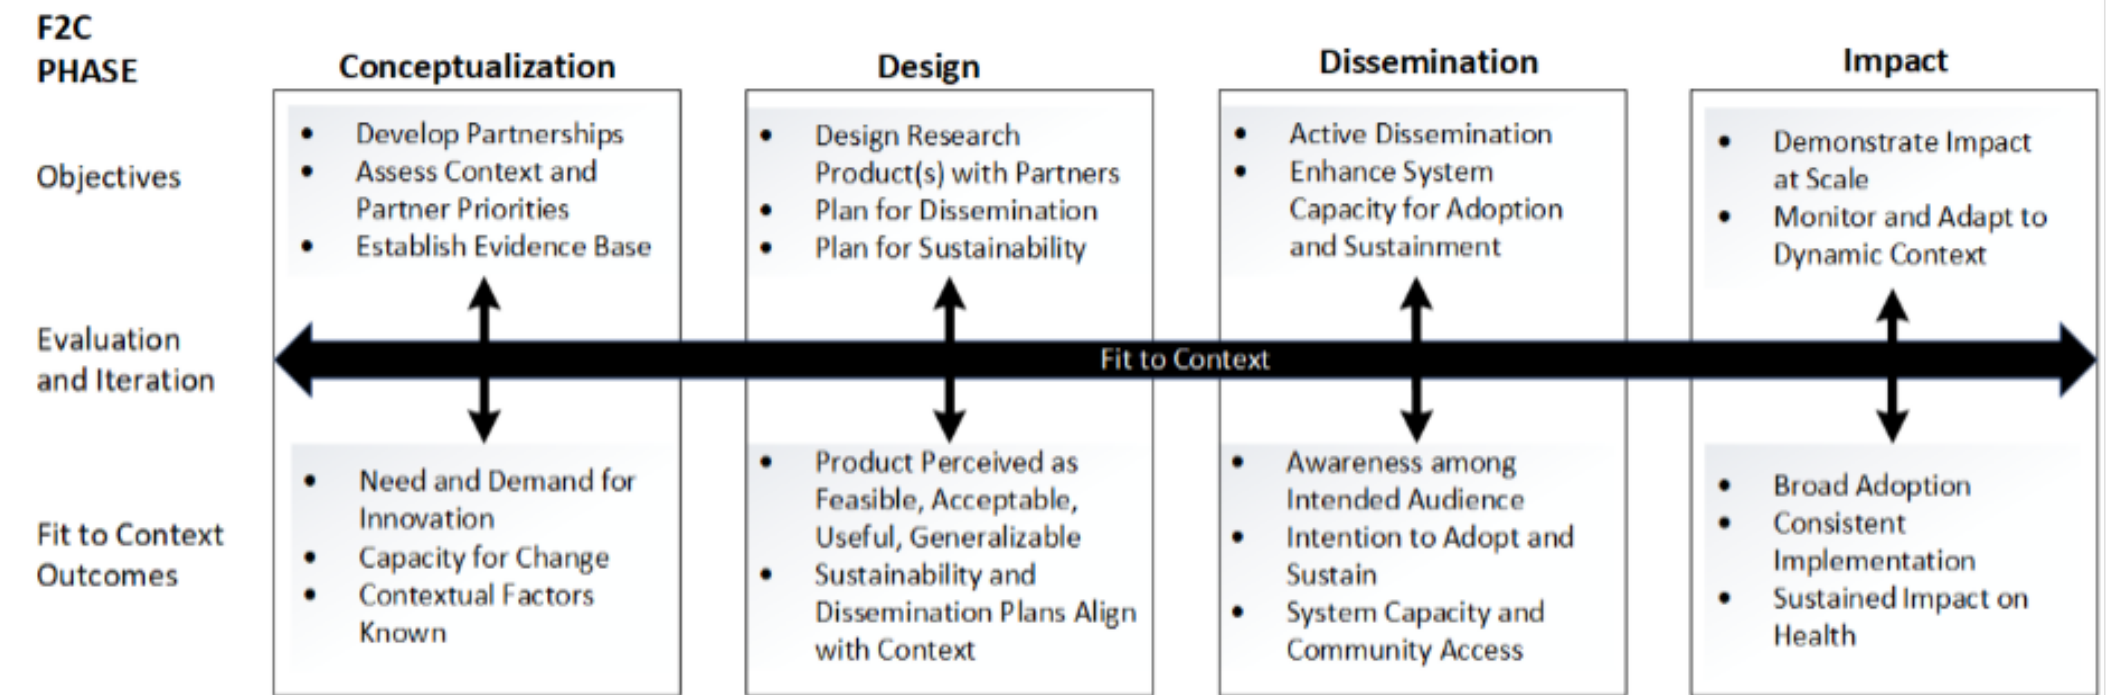 F2C
PHASE
Conceptualization
Design
Dissemination
Impact
Objectives
• Develop Partnerships
• Assess Context and
Partner Priorities
• Establish Evidence Base
• Design Research
Product(s) with Partners
• Plan for Dissemination
• Plan for Sustainability
• Active Dissemination
• Enhance System
Capacity for Adoption
and Sustainment
• Demonstrate Impact
at Scale
• Monitor and Adapt to
Dynamic Context
Evaluation
and Iteration
Fit to Context
Fit to Context
Outcomes
• Need and Demand for
Innovation
• Capacity for Change
• Contextual Factors
Known
• Product Perceived as
Feasible, Acceptable,
Useful, Generalizable
• Sustainability and
Dissemination Plans Align
with Context
• Awareness among
Intended Audience
• Intention to Adopt and
Sustain
• System Capacity and
Community Access
• Broad Adoption
• Consistent
Implementation
• Sustained Impact on
Health